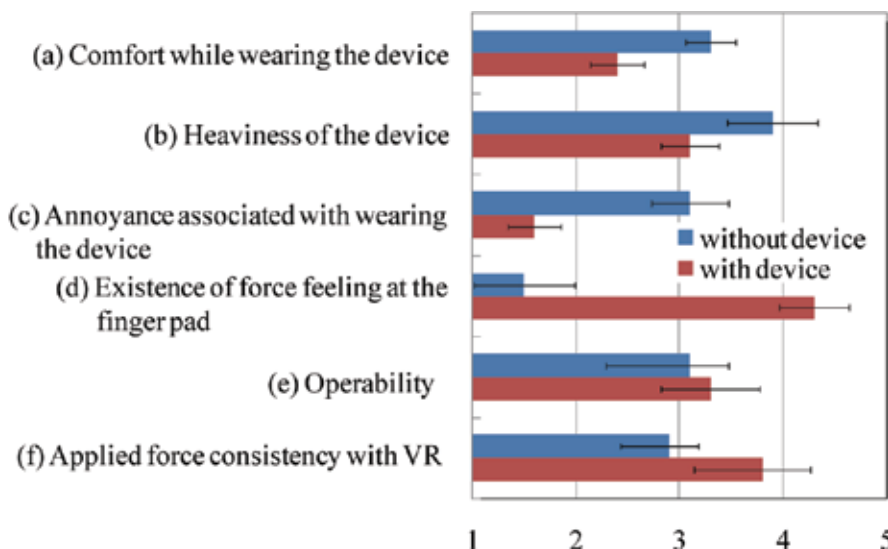 (a) Comfort while wearing the device
(b) Heaviness of the device
(c) Annoyance associated with wearing
the device
without device
with device
(d) Existence of force feeling at the
finger pad
(e) Operability
(f) Applied force consistency with VR
1 2 3 4 5